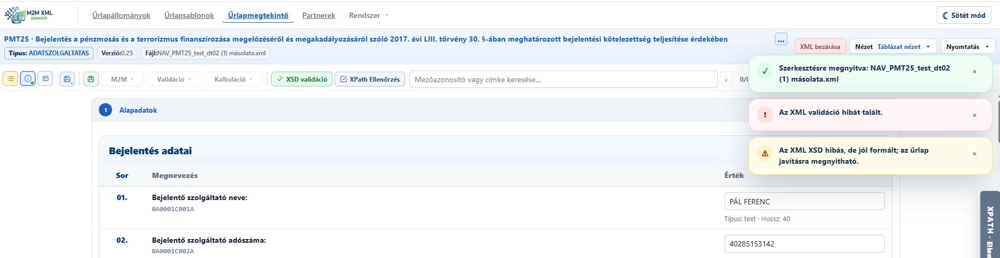 M2M XML
SZERKESZTŐ
Űrlapállományok
Űrlapsablonok
Űrlapmegtekintő
Partnerek
Rendszer
Sötét mód
PMT25 · Bejelentés a pénzmosás és a terrorizmus finanszírozása megelőzéséről és megakadályozásáról szóló 2017. évi LIII. törvény 30. §-ában meghatározott bejelentési kötelezettség teljesítése érdekében
...
XML bezárása
Nézet Táblázat nézet
Nyomtatás
Típus: ADATSZOLGALTATAS
Verzió:0.25
Fájl:NAV_PMT25_test_dt02 (1) másolata.xml
M2M
Validáció
Kalkuláció
XSD validáció
XPath Ellenőrzés
Mezőazonosító vagy címke keresése...
‹
Szerkesztésre megnyitva: NAV_PMT25_test_dt02
(1) másolata.xml
×
Az XML validáció hibát talált.
×
Az XML XSD hibás, de jól formált; az űrlap
javításra megnyitható.
×
1
Alapadatok
Bejelentés adatai
Sor
Megnevezés
Érték
01.
Bejelentő szolgáltató neve:
0A0001C001A
PÁL FERENC
Típus: text · Hossz: 40
02.
Bejelentő szolgáltató adószáma:
0A0001C002A
40285153142
XPATH ·